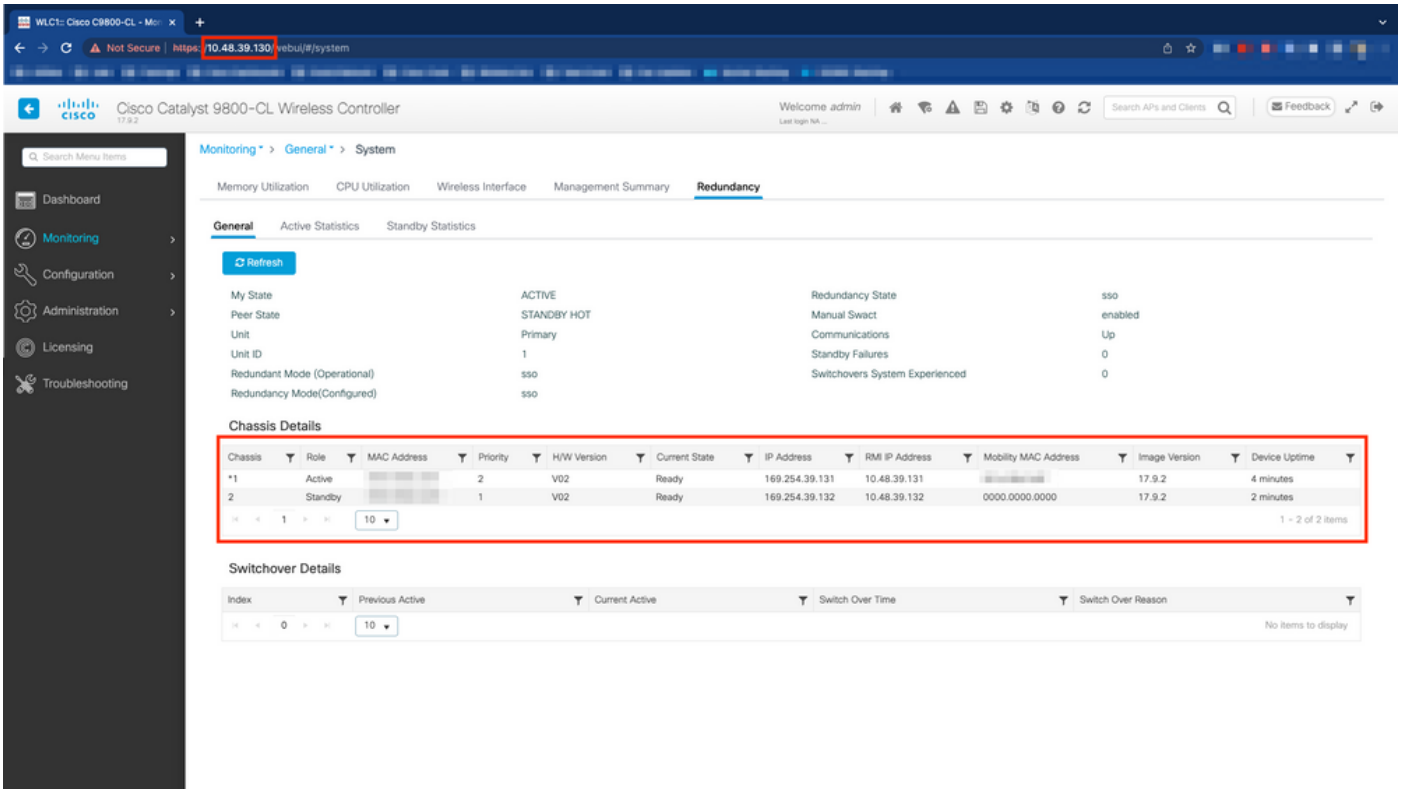 WLC1:: Cisco C9800-CL - Mon
Not Secure | https://10.48.39.130/webui/#/system
CISCO Cisco Catalyst 9800-CL Wireless Controller
17.9.2
Welcome admin
Last login NA ...
Search APs and Clients
Feedback
Search Menu Items
Dashboard
Monitoring
Configuration
Administration
Licensing
Troubleshooting
Monitoring > General > System
Memory Utilization CPU Utilization Wireless Interface Management Summary Redundancy
General Active Statistics Standby Statistics
Refresh
My State ACTIVE Redundancy State sso
Peer State STANDBY HOT Manual Swact enabled
Unit Primary Communications Up
Unit ID 1 Standby Failures 0
Redundant Mode (Operational) sso Switchovers System Experienced 0
Redundancy Mode(Configured) sso
Chassis Details
Chassis Role MAC Address Priority H/W Version Current State IP Address RMI IP Address Mobility MAC Address Image Version Device Uptime
*1 Active 2 V02 Ready 169.254.39.131 10.48.39.131 17.9.2 4 minutes
2 Standby 1 V02 Ready 169.254.39.132 10.48.39.132 0000.0000.0000 17.9.2 2 minutes
1 10 1 - 2 of 2 items
Switchover Details
Index Previous Active Current Active Switch Over Time Switch Over Reason
0 10 No items to display